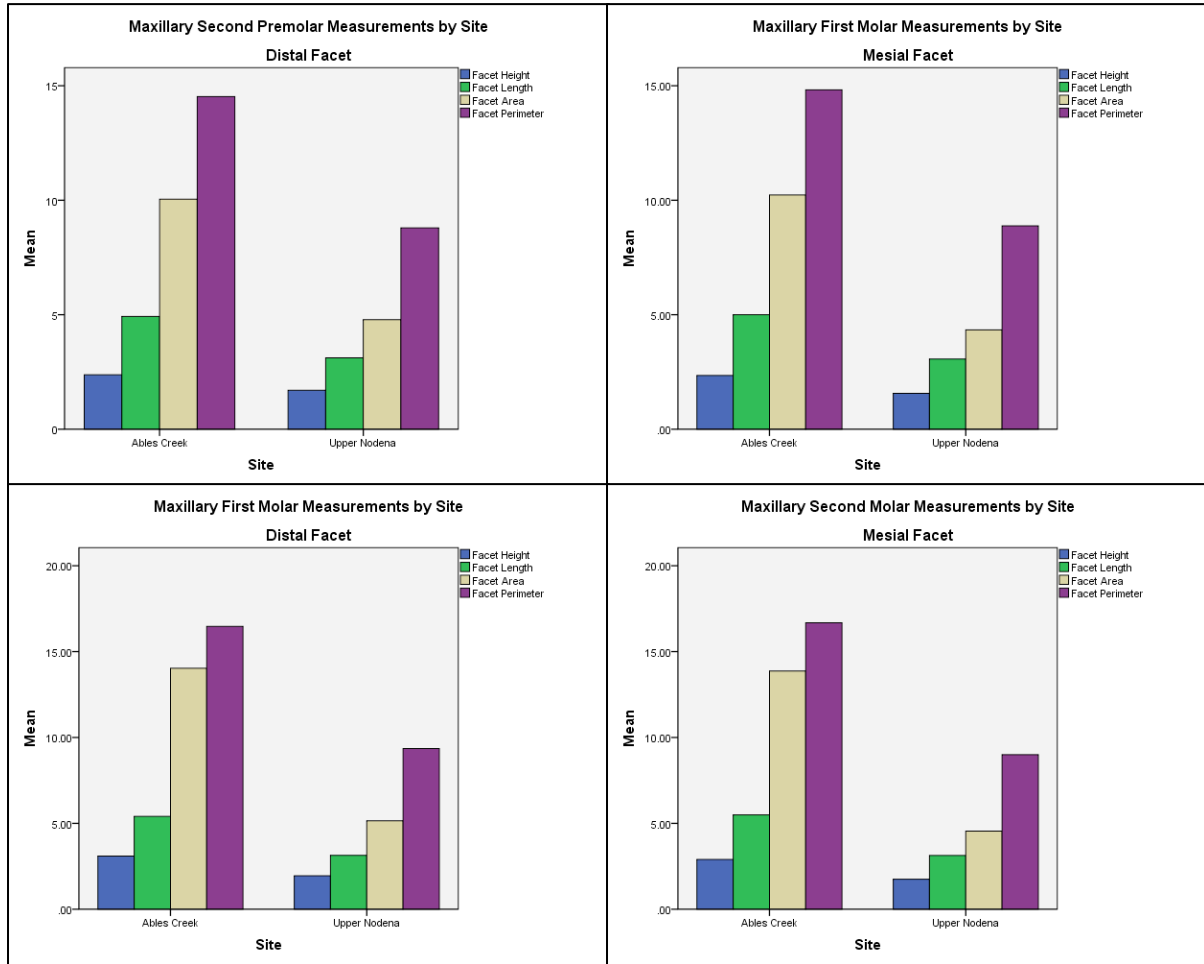 Maxillary Second Premolar Measurements by Site
Distal Facet
Facet Height
Facet Length
Facet Area
Facet Perimeter
15
10
5
0
Mean
Ables Creek
Upper Nodena
Site
Maxillary First Molar Measurements by Site
Mesial Facet
Facet Height
Facet Length
Facet Area
Facet Perimeter
15.00
10.00
5.00
.00
Mean
Ables Creek
Upper Nodena
Site
Maxillary First Molar Measurements by Site
Distal Facet
Facet Height
Facet Length
Facet Area
Facet Perimeter
20.00
15.00
10.00
5.00
.00
Mean
Ables Creek
Upper Nodena
Site
Maxillary Second Molar Measurements by Site
Mesial Facet
Facet Height
Facet Length
Facet Area
Facet Perimeter
20.00
15.00
10.00
5.00
.00
Mean
Ables Creek
Upper Nodena
Site